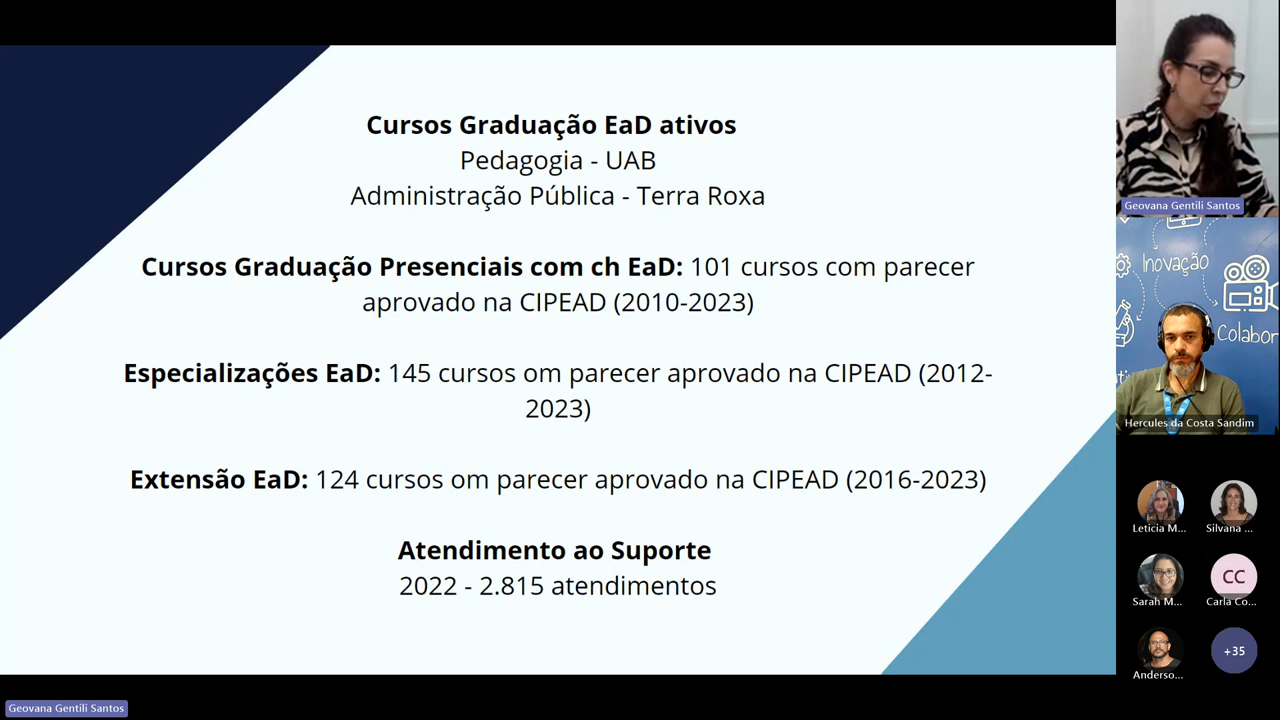 Cursos Graduação EaD ativos
Pedagogia - UAB
Administração Pública - Terra Roxa
Cursos Graduação Presenciais com ch EaD: 101 cursos com parecer
aprovado na CIPEAD (2010-2023)
Especializações EaD: 145 cursos om parecer aprovado na CIPEAD (2012-
2023)
Extensão EaD: 124 cursos om parecer aprovado na CIPEAD (2016-2023)
Atendimento ao Suporte
2022 - 2.815 atendimentos
Geovana Gentili Santos
Inovação
Colabor
Hercules da Costa Sandim
Leticia M...
Silvana ...
Sarah M...
CC
Carla Co...
Anderso...
+35
Geovana Gentili Santos